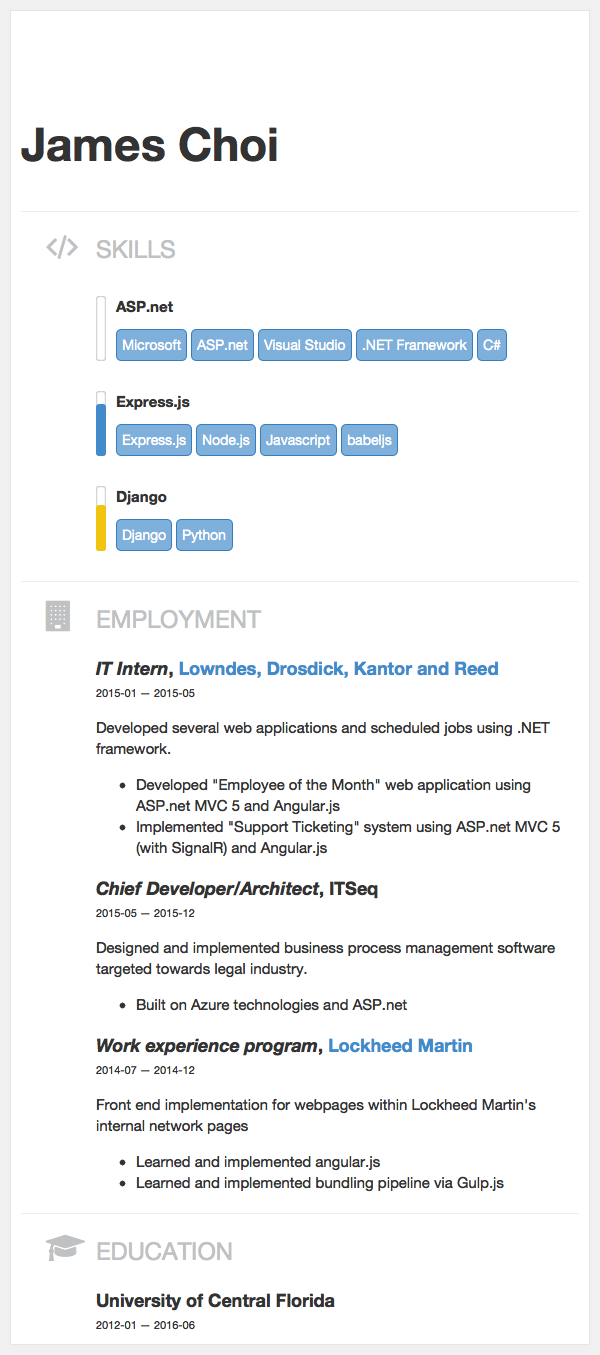 James Choi
SKILLS
ASP.net
Microsoft ASP.net Visual Studio .NET Framework C#
Express.js
Express.js Node.js Javascript babeljs
Django
Django Python
EMPLOYMENT
IT Intern, Lowndes, Drosdick, Kantor and Reed
2015-01 — 2015-05
Developed several web applications and scheduled jobs using .NET
framework.
• Developed "Employee of the Month" web application using
ASP.net MVC 5 and Angular.js
• Implemented "Support Ticketing" system using ASP.net MVC 5
(with SignalR) and Angular.js
Chief Developer/Architect, ITSeq
2015-05 — 2015-12
Designed and implemented business process management software
targeted towards legal industry.
• Built on Azure technologies and ASP.net
Work experience program, Lockheed Martin
2014-07 — 2014-12
Front end implementation for webpages within Lockheed Martin's
internal network pages
• Learned and implemented angular.js
• Learned and implemented bundling pipeline via Gulp.js
EDUCATION
University of Central Florida
2012-01 — 2016-06